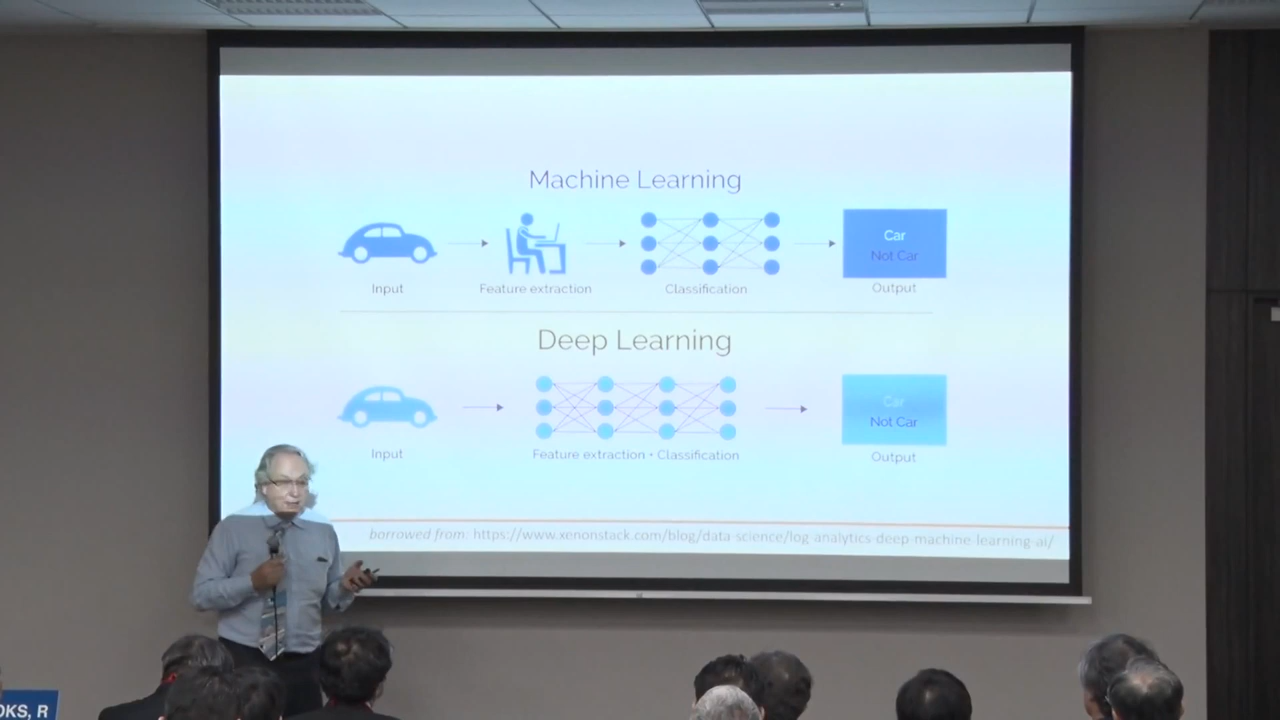 Machine Learning
Car
Not Car
Input
Feature extraction
Classification
Output
Deep Learning
Car
Not Car
Input
Feature extraction + Classification
Output
borrowed from: https://www.xenonstack.com/blog/data-science/log-analytics-deep-machine-learning-ai/
OKS, R